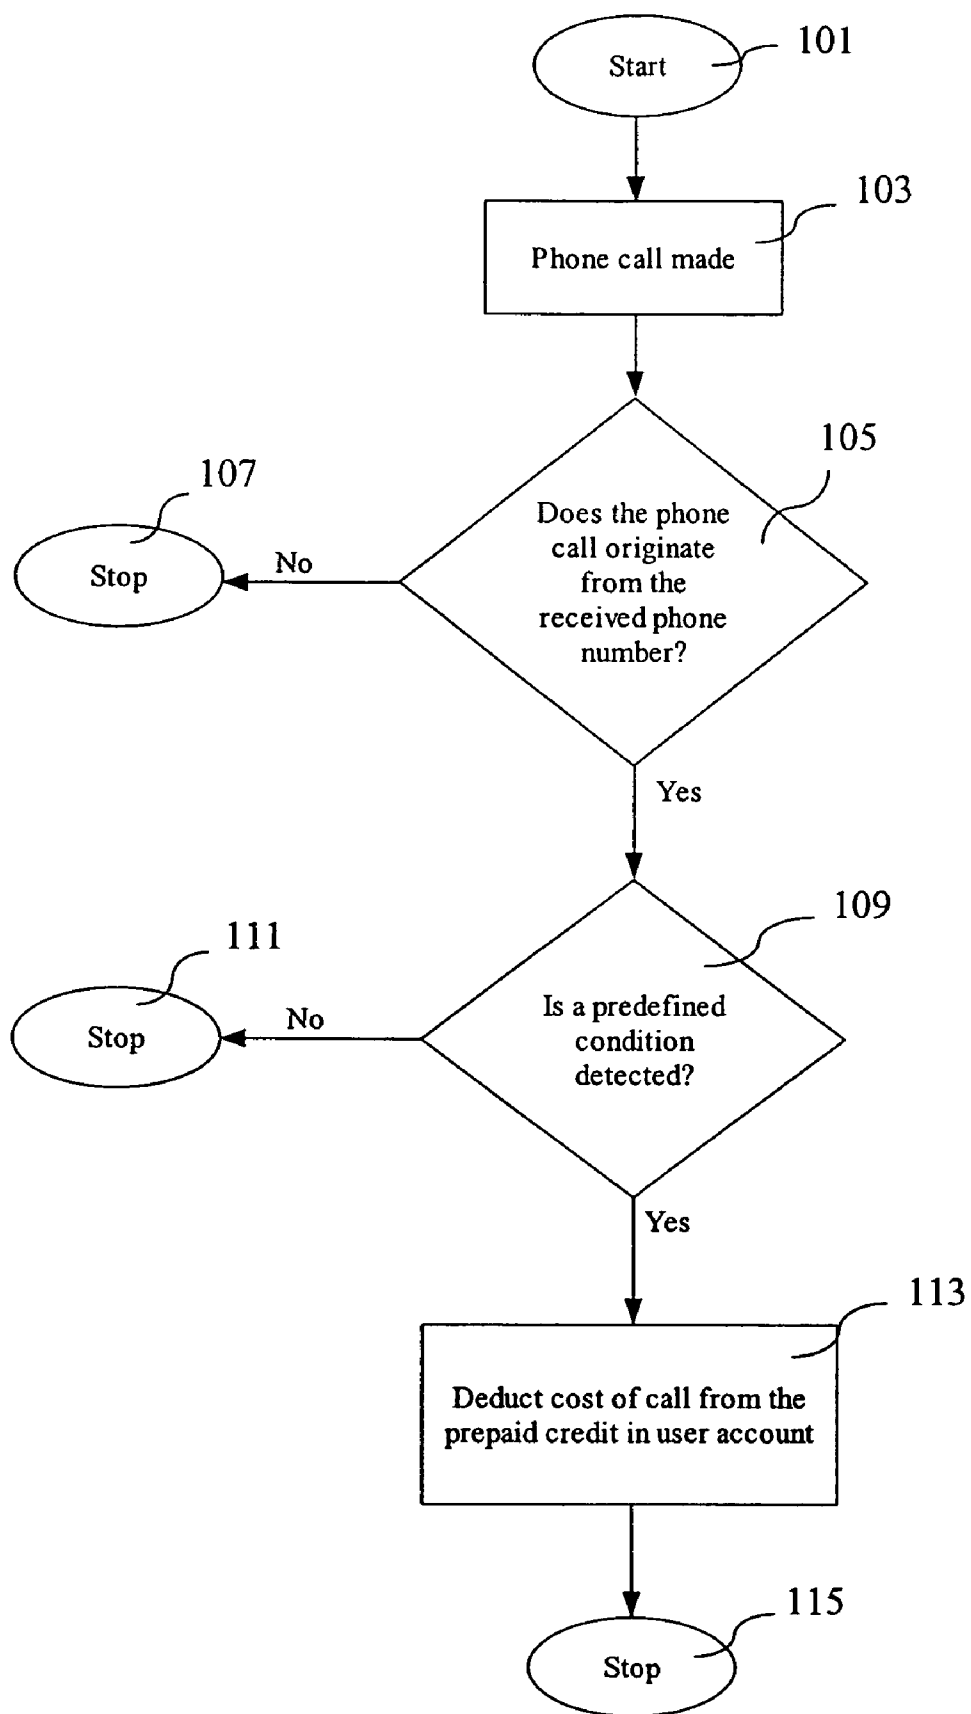 101
Start
103
Phone call made
105
Does the phone
call originate
from the
received phone
number?
107
Stop
No
Yes
109
Is a predefined
condition
detected?
111
Stop
No
Yes
113
Deduct cost of call from the
prepaid credit in user account
115
Stop